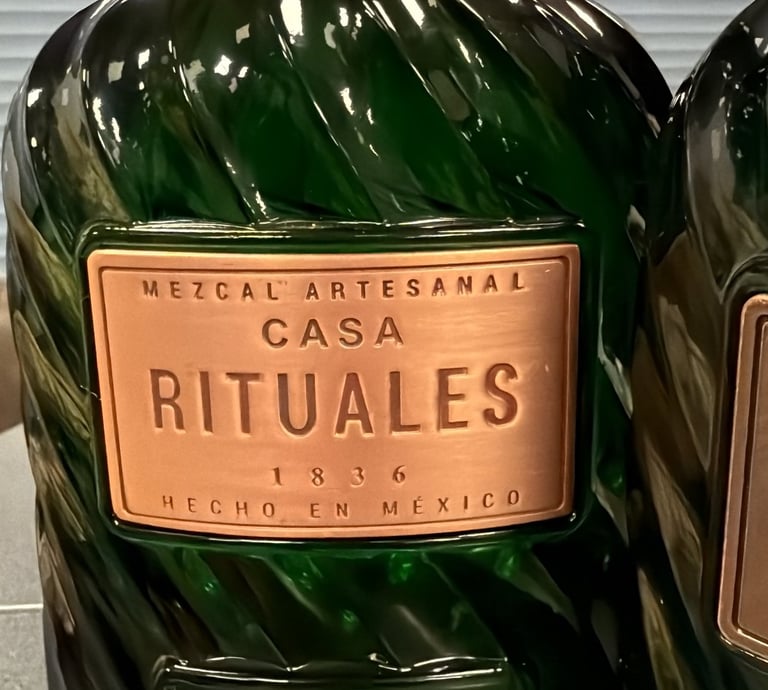 MEZCAL ARTESANAL
CASA
RITUALES
1836
HECHO EN MÉXICO